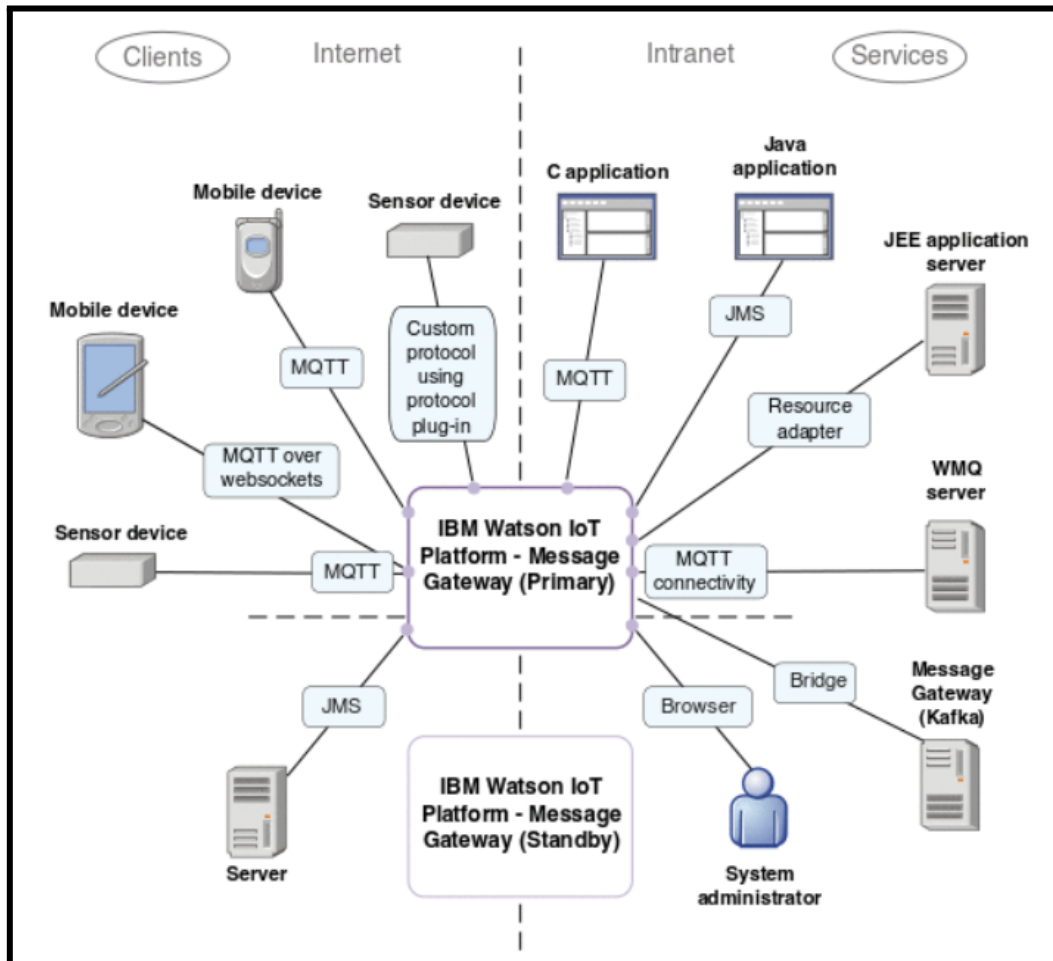 Clients
Internet
Intranet
Services
Mobile device
Sensor device
C application
Java
application
JEE application
server
Mobile device
MQTT
Custom
protocol
using
protocol
plug-in
MQTT
JMS
Resource
adapter
MQTT over
websockets
WMQ
server
Sensor device
MQTT
IBM Watson IoT
Platform - Message
Gateway (Primary)
MQTT
connectivity
JMS
Browser
Bridge
Message
Gateway
(Kafka)
Server
IBM Watson IoT
Platform - Message
Gateway (Standby)
System
administrator